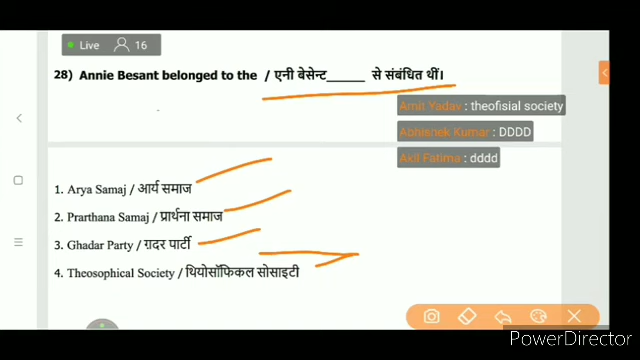 Live 16
28) Annie Besant belonged to the / एनी बेसेन्ट______ से संबंधित थीं।
Amit Yadav : theofisial society
Abhishek Kumar : DDDD
Akil Fatima : dddd
1. Arya Samaj / आर्य समाज
2. Prarthana Samaj / प्रार्थना समाज
3. Ghadar Party / ग़दर पार्टी
4. Theosophical Society / थियोसॉफिकल सोसाइटी
PowerDirector